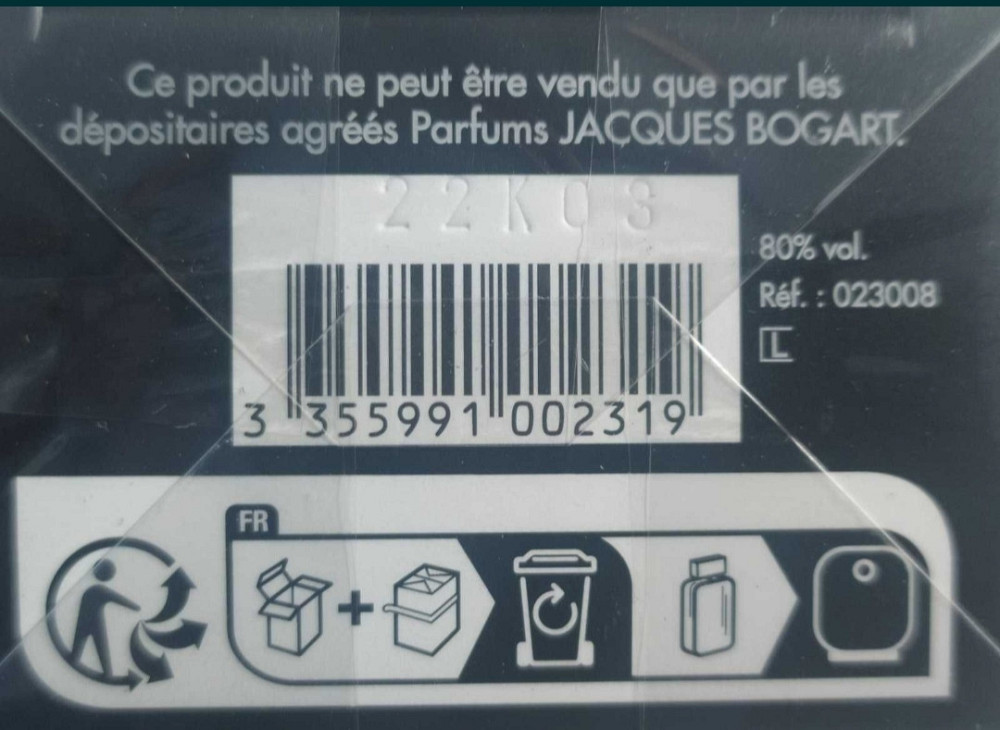 Ce produit ne peut être vendu que par les
dépositaires agréés Parfums JACQUES BOGART.
22K03
80% vol.
Réf. : 023008
L
3 355991 002319
FR